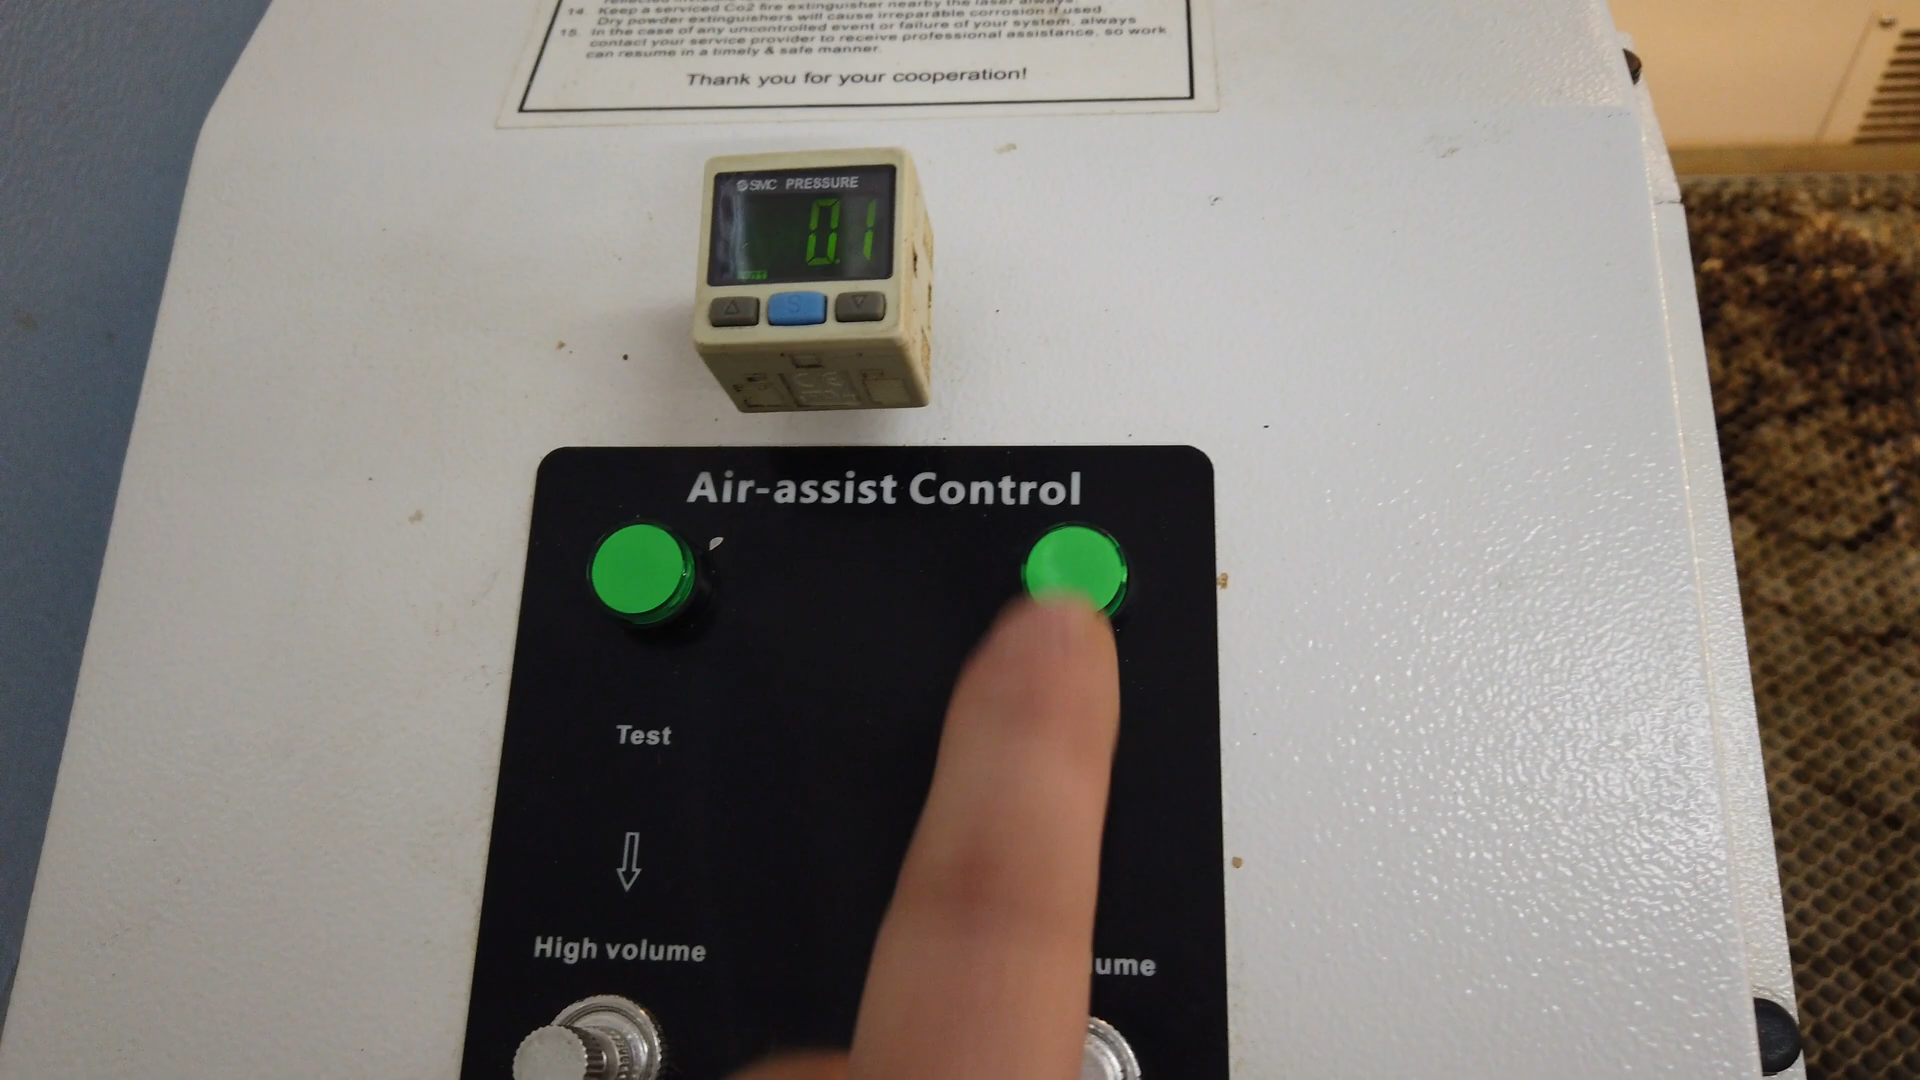 14. Keep a serviced Co2 fire extinguisher nearby the laser always.
Dry powder extinguishers will cause irreparable corrosion if used.
15. In the case of any uncontrolled event or failure of your system, always
contact your service provider to receive professional assistance, so work
can resume in a timely & safe manner.
Thank you for your cooperation!
SMC PRESSURE
0.1
S
Air-assist Control
Test
High volume
ume